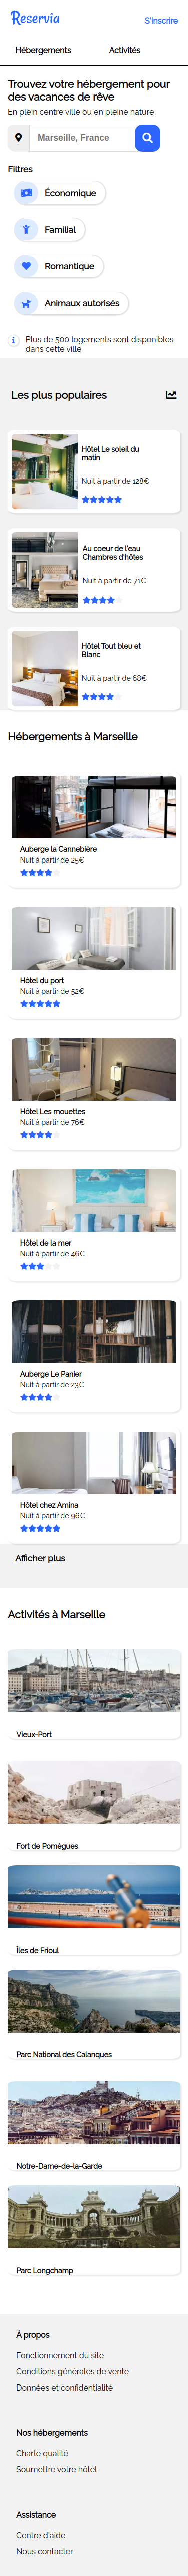 Reservia
S'inscrire
Hébergements
Activités
Trouvez votre hébergement pour
des vacances de rêve
En plein centre ville ou en pleine nature
Marseille, France
Filtres
Économique
Familial
Romantique
Animaux autorisés
Plus de 500 logements sont disponibles
dans cette ville
Les plus populaires
Hôtel Le soleil du
matin
Nuit à partir de 128€
Au coeur de l'eau
Chambres d'hôtes
Nuit à partir de 71€
Hôtel Tout bleu et
Blanc
Nuit à partir de 68€
Hébergements à Marseille
Auberge la Cannebière
Nuit à partir de 25€
Hôtel du port
Nuit à partir de 52€
Hôtel Les mouettes
Nuit à partir de 76€
Hôtel de la mer
Nuit à partir de 46€
Auberge Le Panier
Nuit à partir de 23€
Hôtel chez Amina
Nuit à partir de 96€
Afficher plus
Activités à Marseille
Vieux-Port
Fort de Pomègues
Îles de Frioul
Parc National des Calanques
Notre-Dame-de-la-Garde
Parc Longchamp
À propos
Fonctionnement du site
Conditions générales de vente
Données et confidentialité
Nos hébergements
Charte qualité
Soumettre votre hôtel
Assistance
Centre d'aide
Nous contacter